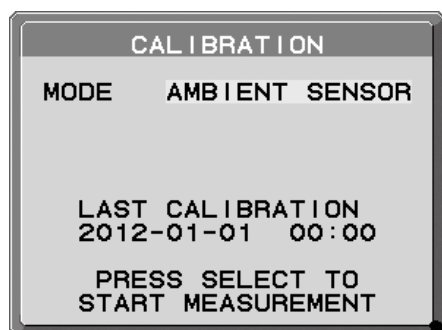 CALIBRATION
MODE AMBIENT SENSOR
LAST CALIBRATION
2012-01-01 00:00
PRESS SELECT TO
START MEASUREMENT